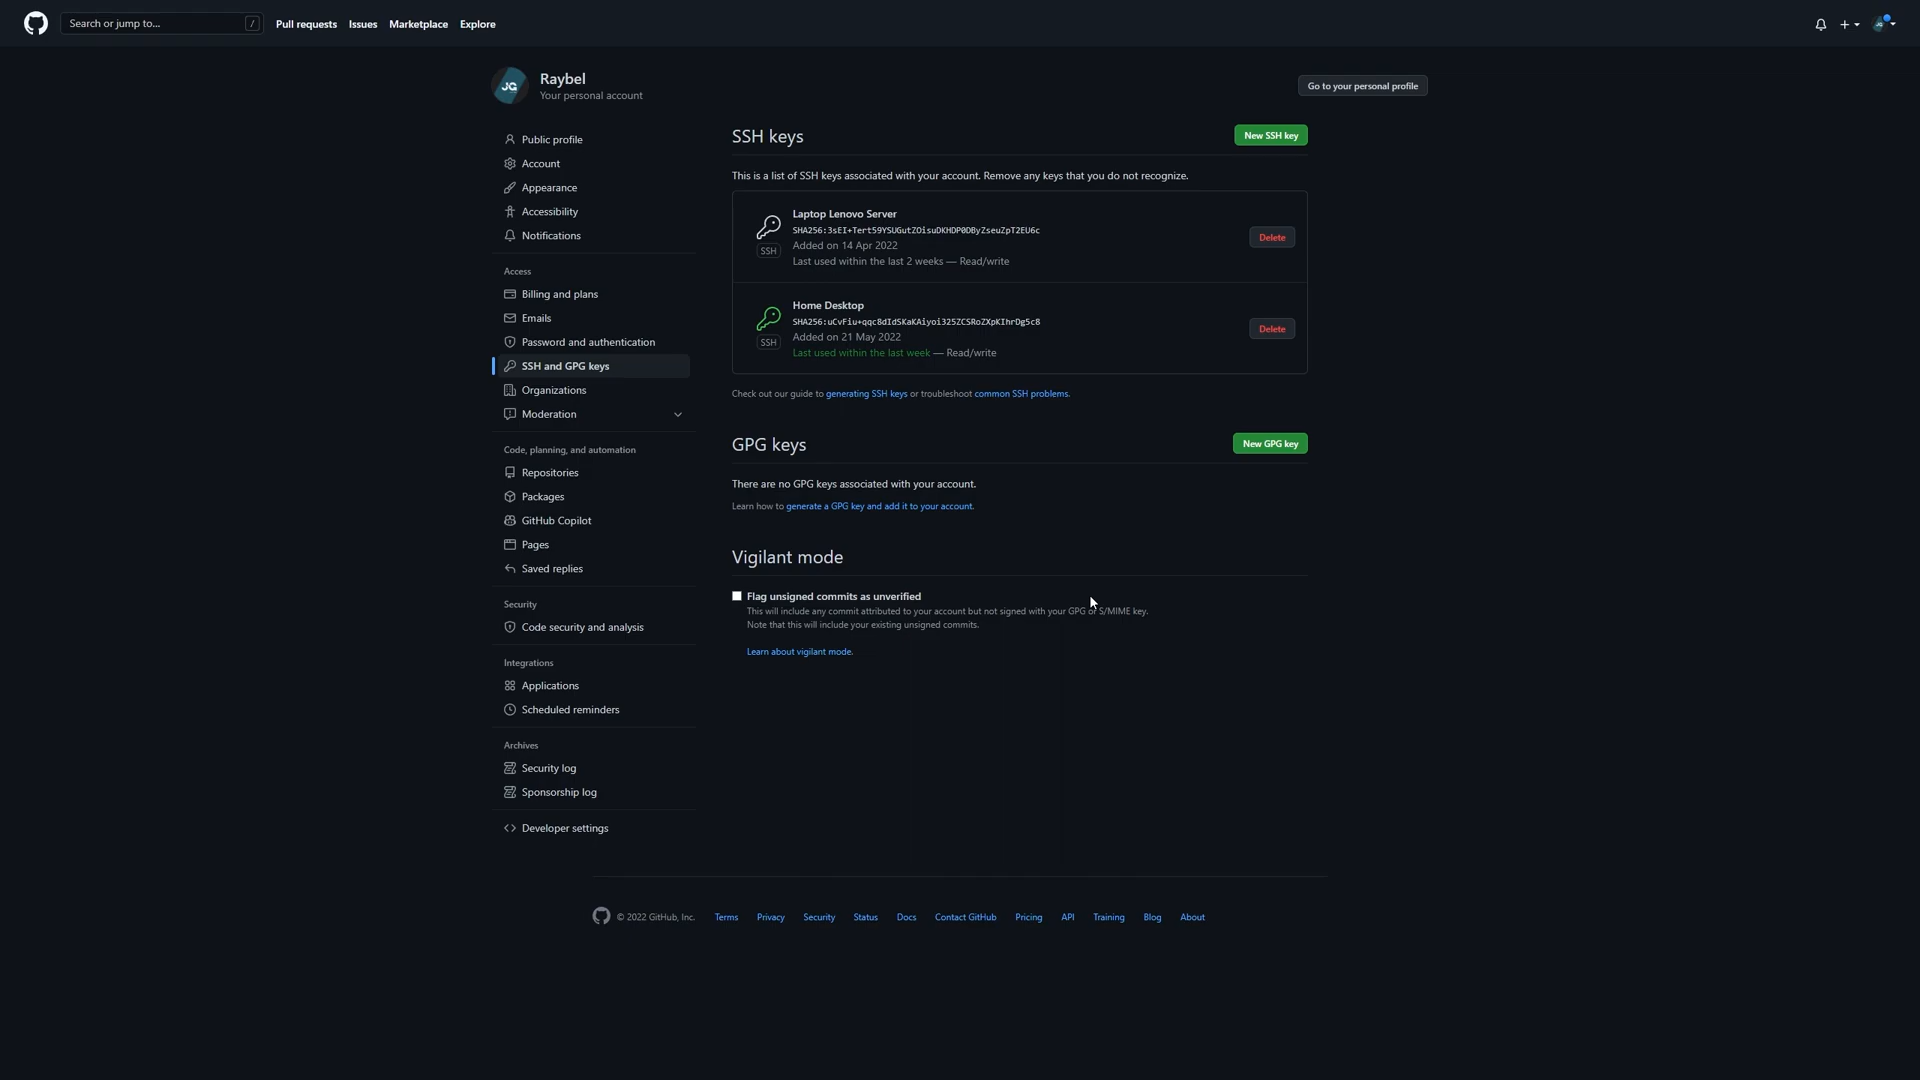 Search or jump to...
/
Pull requests
Issues
Marketplace
Explore
JG
Raybel
Your personal account
Go to your personal profile
Public profile
Account
Appearance
Accessibility
Notifications
Access
Billing and plans
Emails
Password and authentication
SSH and GPG keys
Organizations
Moderation
Code, planning, and automation
Repositories
Packages
GitHub Copilot
Pages
Saved replies
Security
Code security and analysis
Integrations
Applications
Scheduled reminders
Archives
Security log
Sponsorship log
Developer settings
SSH keys
New SSH key
This is a list of SSH keys associated with your account. Remove any keys that you do not recognize.
Laptop Lenovo Server
SHA256:3sEI+Tert59YSUGutZOisuDKHDP0DByZseuZpT2EU6c
Added on 14 Apr 2022
Last used within the last 2 weeks — Read/write
SSH
Delete
Home Desktop
SHA256:uCvFiu+qqc8dIdSKaKAiyoi325ZCSRoZXpKIhrDg5c8
Added on 21 May 2022
Last used within the last week — Read/write
SSH
Delete
Check out our guide to generating SSH keys or troubleshoot common SSH problems.
GPG keys
New GPG key
There are no GPG keys associated with your account.
Learn how to generate a GPG key and add it to your account.
Vigilant mode
Flag unsigned commits as unverified
This will include any commit attributed to your account but not signed with your GPG or S/MIME key.
Note that this will include your existing unsigned commits.
Learn about vigilant mode.
© 2022 GitHub, Inc.
Terms
Privacy
Security
Status
Docs
Contact GitHub
Pricing
API
Training
Blog
About